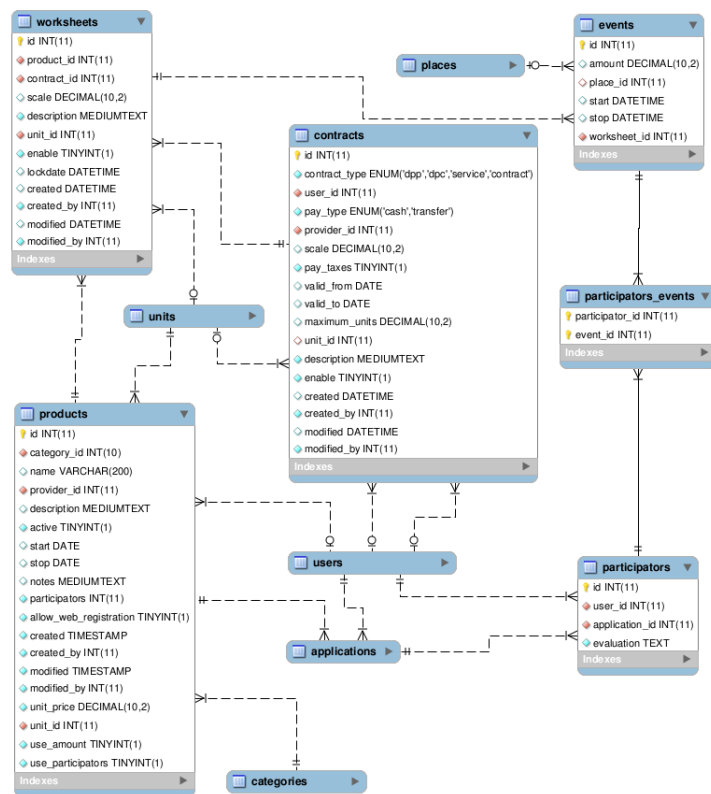 worksheets
id INT(11)
product_id INT(11)
contract_id INT(11)
scale DECIMAL(10,2)
description MEDIUMTEXT
unit_id INT(11)
enable TINYINT(1)
lockdate DATETIME
created DATETIME
created_by INT(11)
modified DATETIME
modified_by INT(11)
Indexes
places
events
id INT(11)
amount DECIMAL(10,2)
place_id INT(11)
start DATETIME
stop DATETIME
worksheet_id INT(11)
Indexes
contracts
id INT(11)
contract_type ENUM('dpp','dpc','service','contract')
user_id INT(11)
pay_type ENUM('cash','transfer')
provider_id INT(11)
scale DECIMAL(10,2)
pay_taxes TINYINT(1)
valid_from DATE
valid_to DATE
maximum_units DECIMAL(10,2)
unit_id INT(11)
description MEDIUMTEXT
enable TINYINT(1)
created DATETIME
created_by INT(11)
modified DATETIME
modified_by INT(11)
Indexes
participators_events
participator_id INT(11)
event_id INT(11)
Indexes
units
products
id INT(11)
category_id INT(10)
name VARCHAR(200)
provider_id INT(11)
description MEDIUMTEXT
active TINYINT(1)
start DATE
stop DATE
notes MEDIUMTEXT
participators INT(11)
allow_web_registration TINYINT(1)
created TIMESTAMP
created_by INT(11)
modified TIMESTAMP
modified_by INT(11)
unit_price DECIMAL(10,2)
unit_id INT(11)
use_amount TINYINT(1)
use_participators TINYINT(1)
Indexes
users
applications
participators
id INT(11)
user_id INT(11)
application_id INT(11)
evaluation TEXT
Indexes
categories